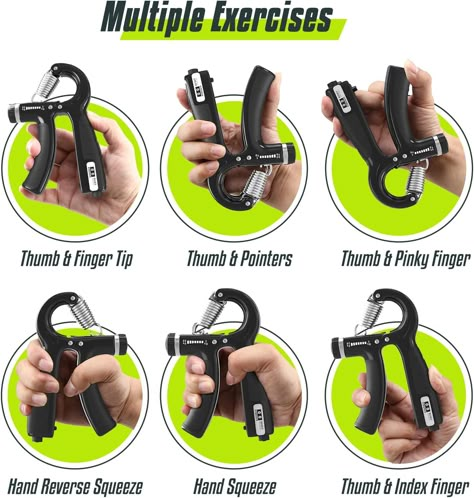 Multiple Exercises
Thumb & Finger Tip
Thumb & Pointers
Thumb & Pinky Finger
Hand Reverse Squeeze
Hand Squeeze
Thumb & Index Finger